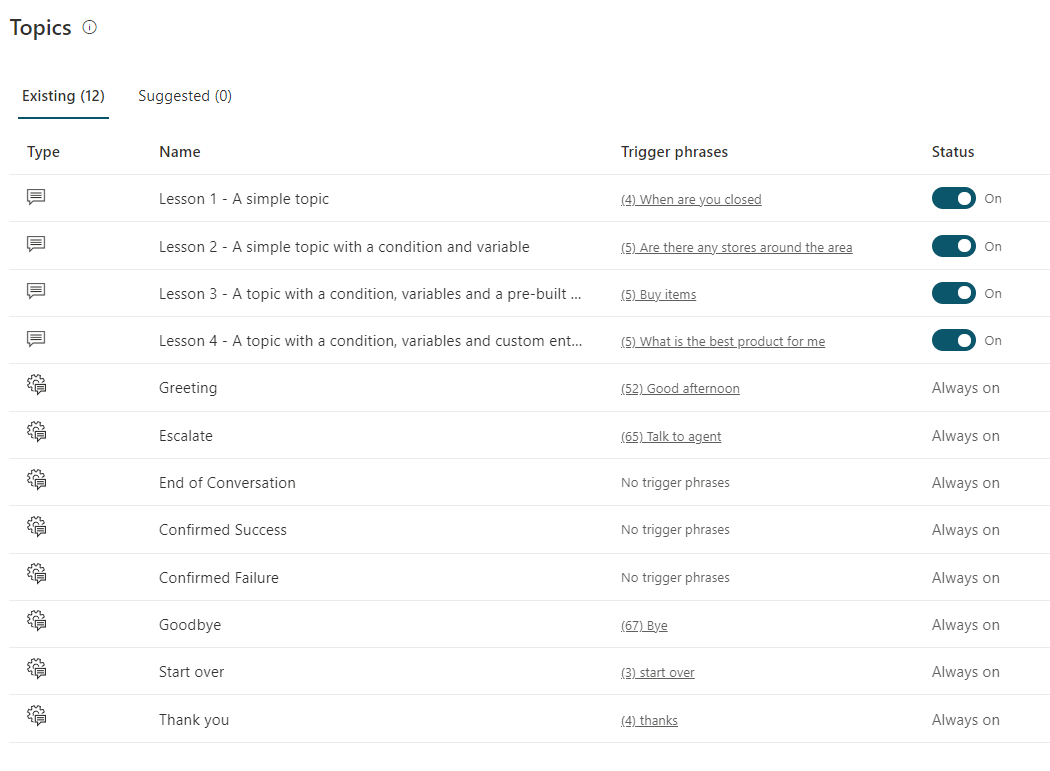 Topics
Existing (12) Suggested (0)
Type Name Trigger phrases Status
Lesson 1 - A simple topic (4) When are you closed On
Lesson 2 - A simple topic with a condition and variable (5) Are there any stores around the area On
Lesson 3 - A topic with a condition, variables and a pre-built ... (5) Buy items On
Lesson 4 - A topic with a condition, variables and custom ent... (5) What is the best product for me On
Greeting (52) Good afternoon Always on
Escalate (65) Talk to agent Always on
End of Conversation No trigger phrases Always on
Confirmed Success No trigger phrases Always on
Confirmed Failure No trigger phrases Always on
Goodbye (67) Bye Always on
Start over (3) start over Always on
Thank you (4) thanks Always on